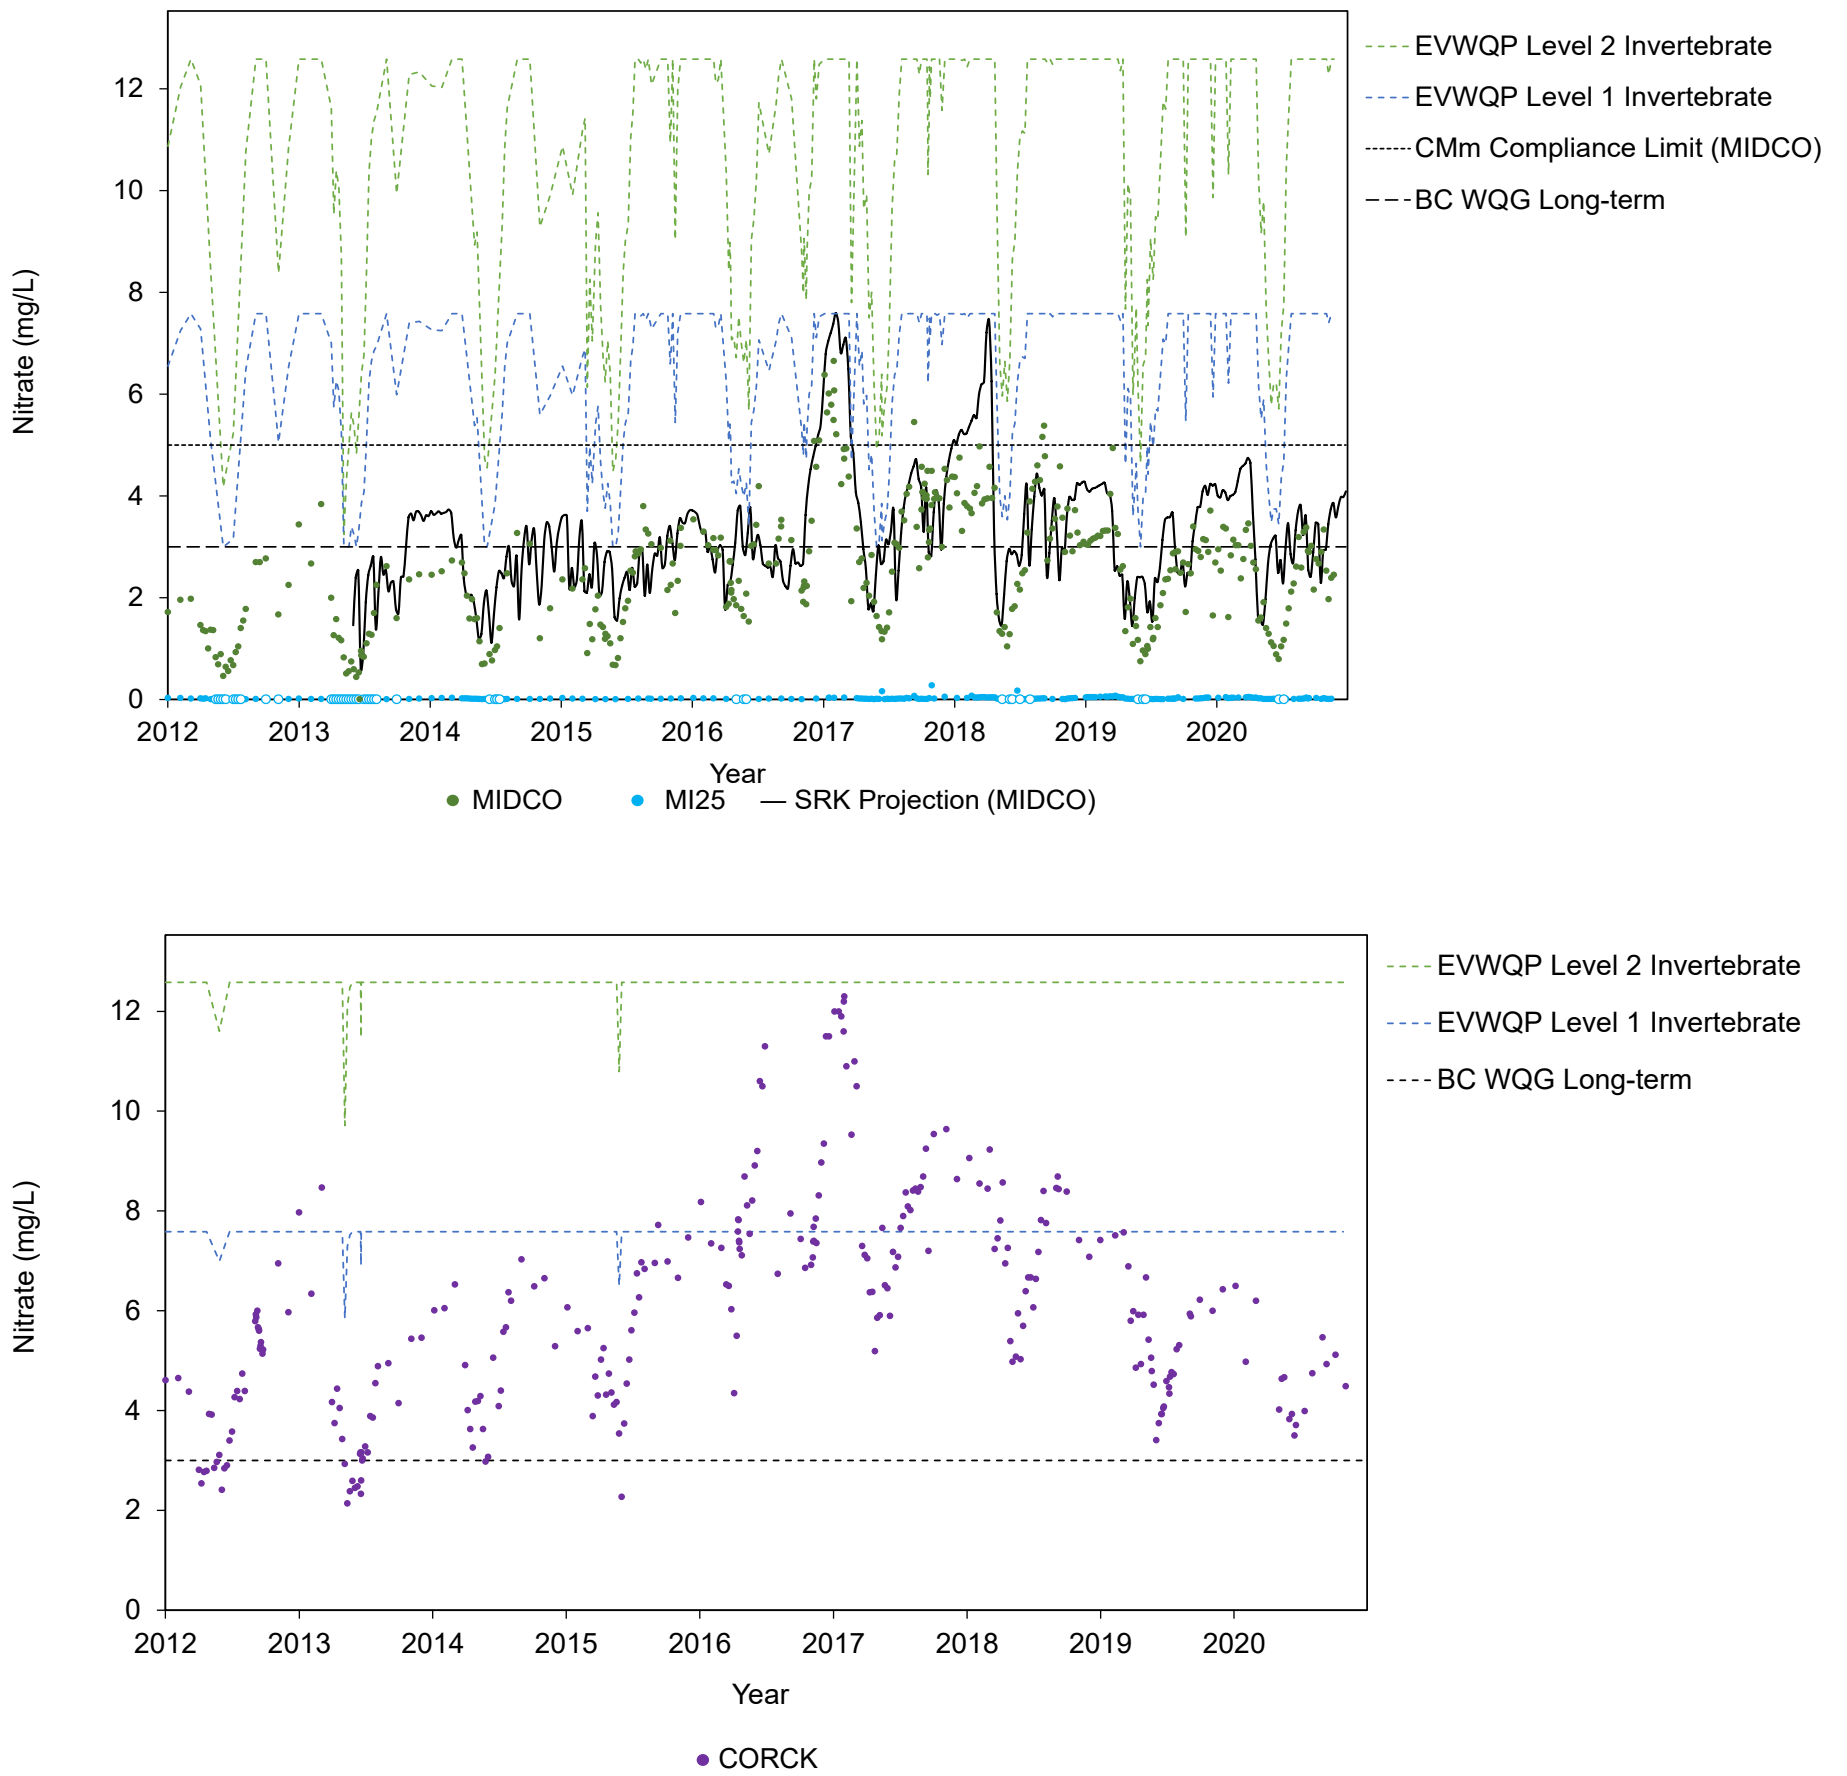 EVWQP Level 2 Invertebrate
EVWQP Level 1 Invertebrate
CMm Compliance Limit (MIDCO)
BC WQG Long-term
Nitrate (mg/L)
12
10
8
6
4
2
0
2012 2013 2014 2015 2016 2017 2018 2019 2020
Year
MIDCO MI25 SRK Projection (MIDCO)
EVWQP Level 2 Invertebrate
EVWQP Level 1 Invertebrate
BC WQG Long-term
Nitrate (mg/L)
12
10
8
6
4
2
0
2012 2013 2014 2015 2016 2017 2018 2019 2020
Year
CORCK